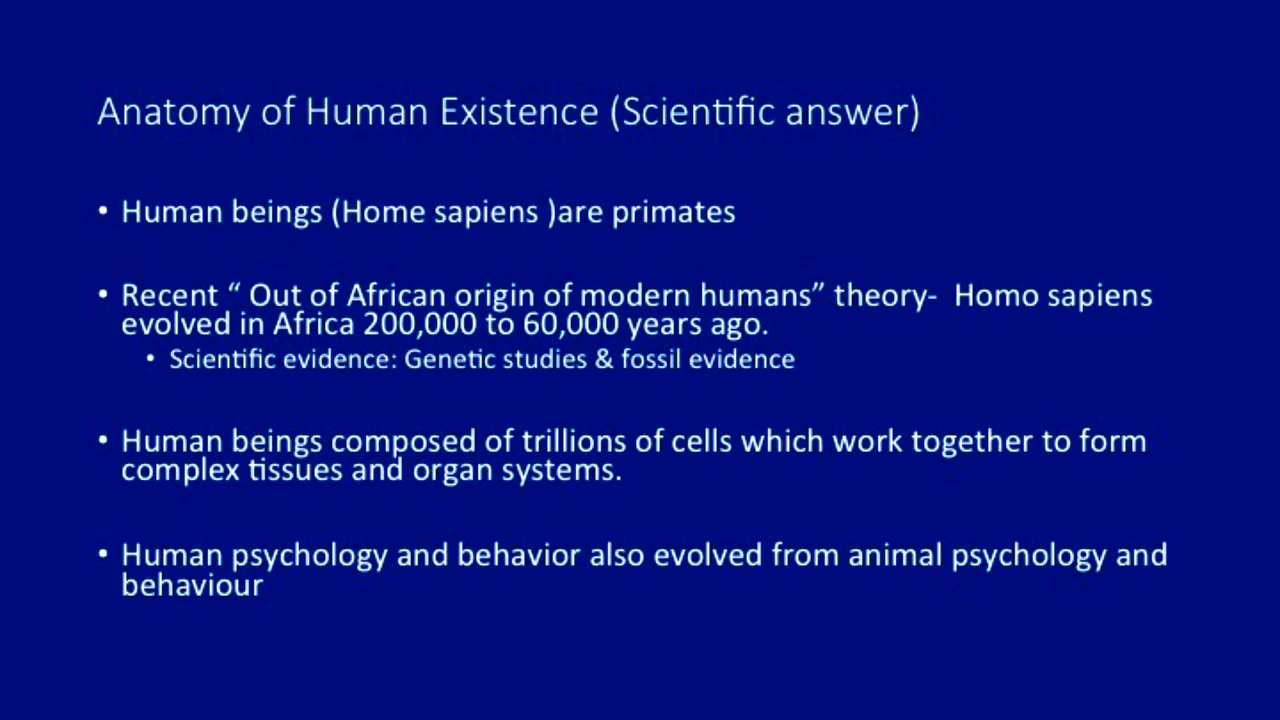 Anatomy of Human Existence (Scientific answer)
• Human beings (Home sapiens )are primates
• Recent “ Out of African origin of modern humans” theory-  Homo sapiens
evolved in Africa 200,000 to 60,000 years ago.
• Scientific evidence: Genetic studies & fossil evidence
• Human beings composed of trillions of cells which work together to form
complex tissues and organ systems.
• Human psychology and behavior also evolved from animal psychology and
behaviour